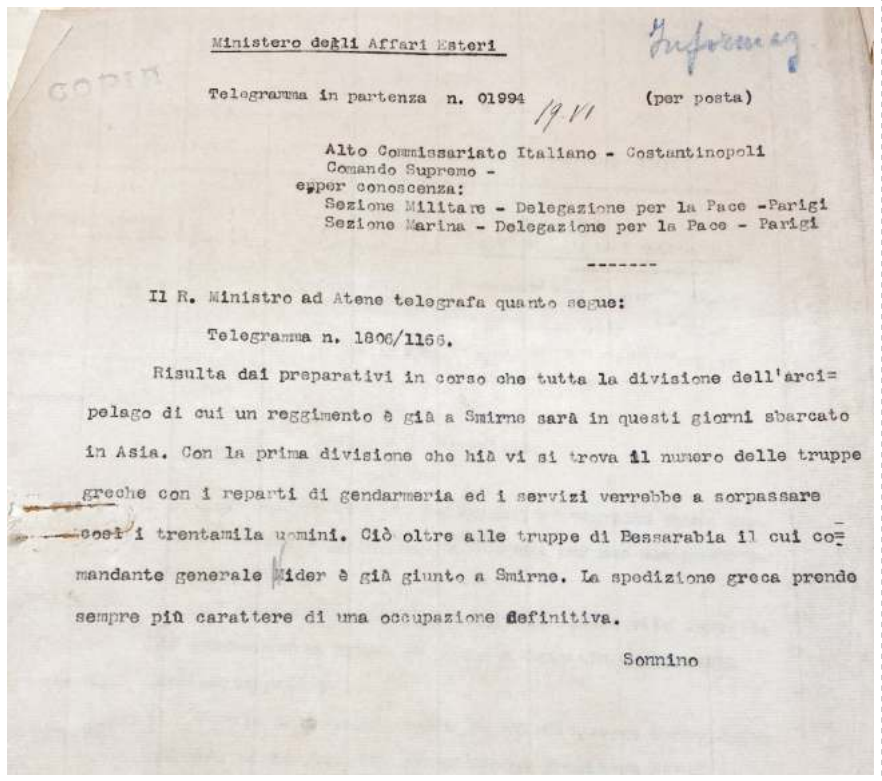 Ministero degli Affari Esteri
Informaz.
COPIA
Telegramma in partenza n. 01994 (per posta)
19.VI
Alto Commissariato Italiano - Costantinopoli
Comando Supremo -
epper conoscenza:
Sezione Militare - Delegazione per la Pace -Parigi
Sezione Marina - Delegazione per la Pace - Parigi
-------
Il R. Ministro ad Atene telegrafa quanto segue:
Telegramma n. 1806/1166.
Risulta dai preparativi in corso che tutta la divisione dell'arci=
pelago di cui un reggimento è già a Smirne sarà in questi giorni sbarcato
in Asia. Con la prima divisione che hià vi si trova il numero delle truppe
greche con i reparti di gendarmeria ed i servizi verrebbe a sorpassare
così i trentamila uomini. Ciò oltre alle truppe di Bessarabia il cui co=
mandante generale Nider è già giunto a Smirne. La spedizione greca prende
sempre più carattere di una occupazione definitiva.
Sonnino